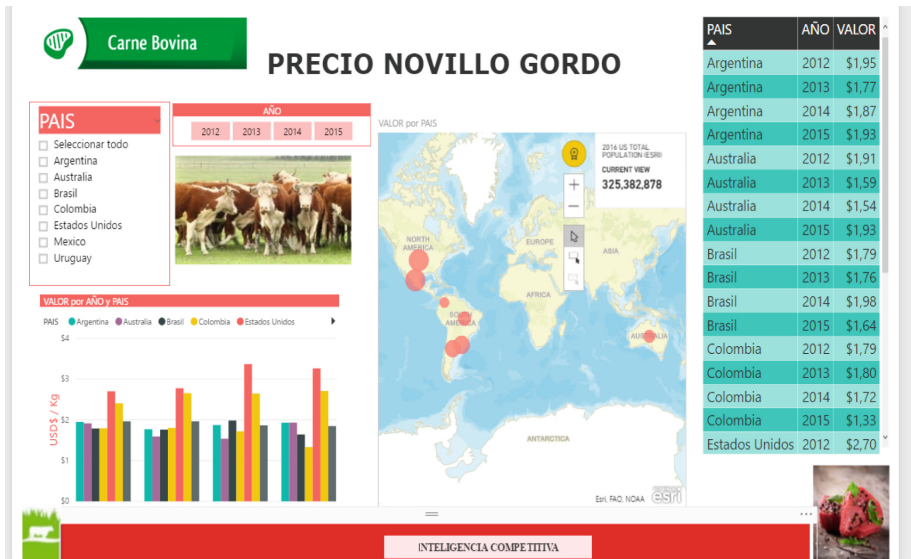 Carne Bovina
PRECIO NOVILLO GORDO
PAIS
Seleccionar todo
Argentina
Australia
Brasil
Colombia
Estados Unidos
Mexico
Uruguay
AÑO
2012 2013 2014 2015
VALOR por AÑO y PAIS
PAIS Argentina Australia Brasil Colombia Estados Unidos
$4
$3
$2
$1
$0
USD$ / Kg
VALOR por PAIS
2016 US TOTAL
POPULATION (ESRI)
CURRENT VIEW
325,382,878
NORTH
AMERICA
EUROPE
ASIA
AFRICA
SOUTH
AMERICA
AUSTRALIA
ANTARCTICA
Esri, FAO, NOAA
esri
PAIS AÑO VALOR
Argentina 2012 $1,95
Argentina 2013 $1,77
Argentina 2014 $1,87
Argentina 2015 $1,93
Australia 2012 $1,91
Australia 2013 $1,59
Australia 2014 $1,54
Australia 2015 $1,93
Brasil 2012 $1,79
Brasil 2013 $1,76
Brasil 2014 $1,98
Brasil 2015 $1,64
Colombia 2012 $1,79
Colombia 2013 $1,80
Colombia 2014 $1,72
Colombia 2015 $1,33
Estados Unidos 2012 $2,70
INTELIGENCIA COMPETITIVA